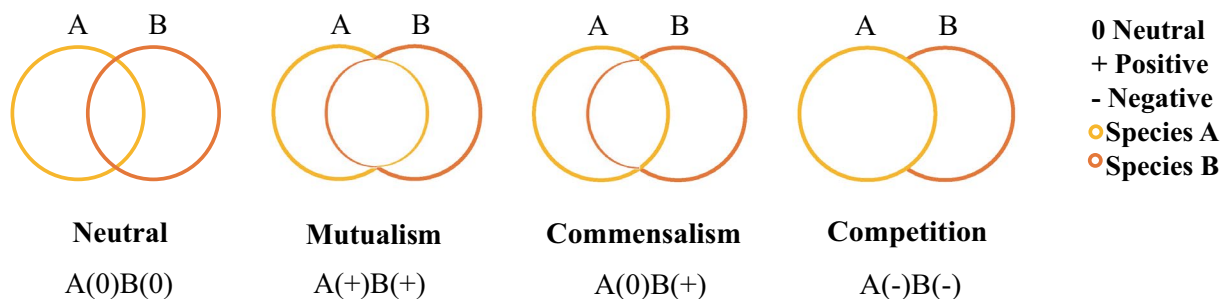 A B
A B
A B
A B
Neutral
Mutualism
Commensalism
Competition
A(0)B(0)
A(+)B(+)
A(0)B(+)
A(-)B(-)
0 Neutral
+ Positive
- Negative
Species A
Species B